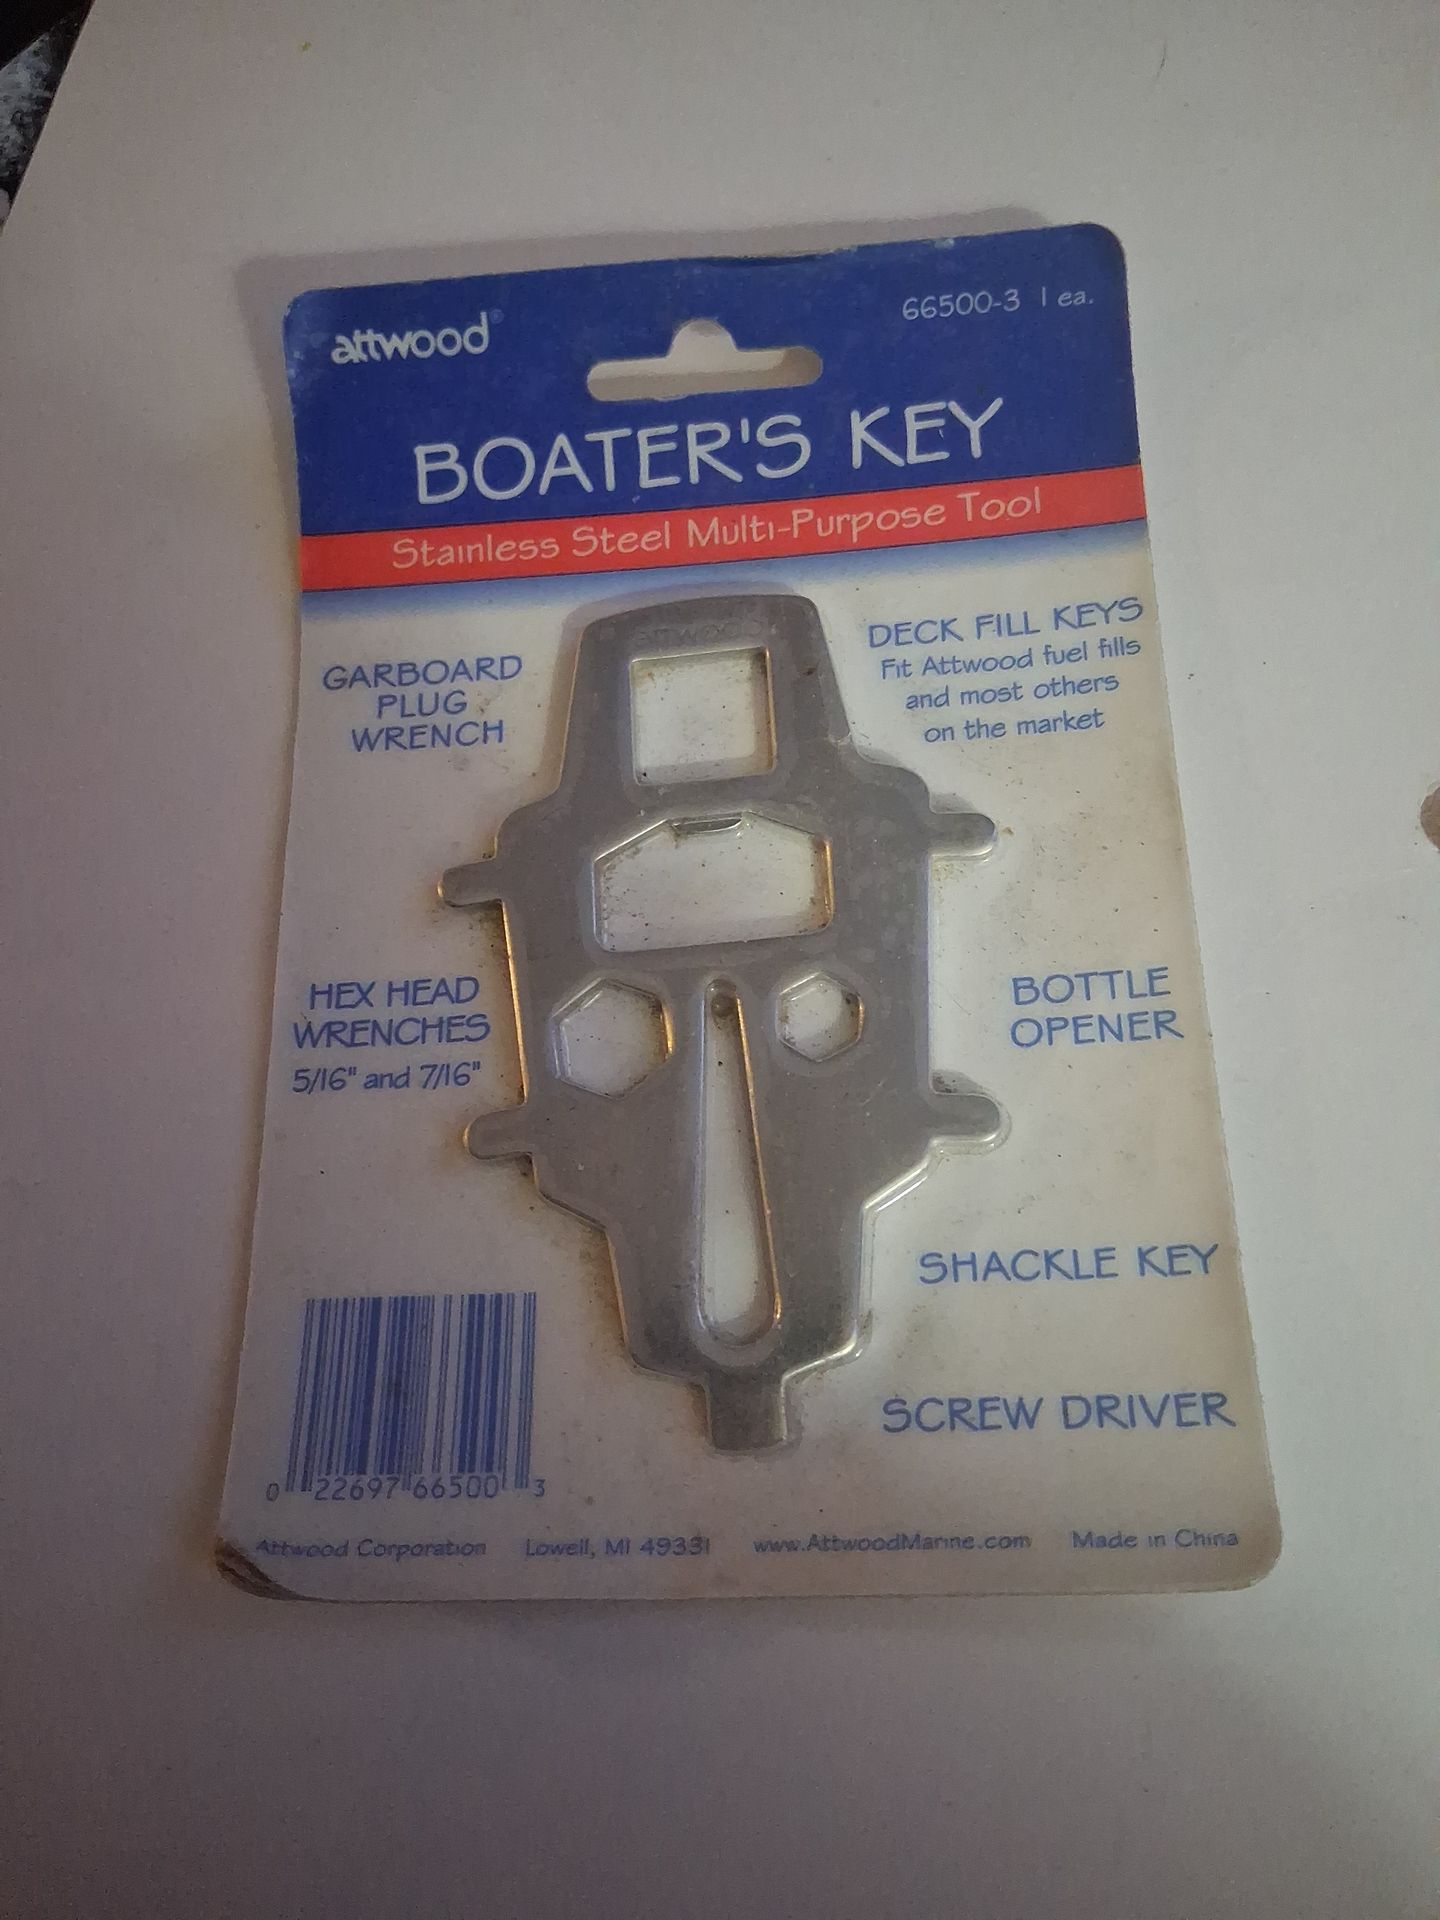 attwood®
66500-3 1 ea.
BOATER'S KEY
Stainless Steel Multi-Purpose Tool
GARBOARD
PLUG
WRENCH
DECK FILL KEYS
Fit Attwood fuel fills
and most others
on the market
attwood
HEX HEAD
WRENCHES
5/16" and 7/16"
BOTTLE
OPENER
SHACKLE KEY
SCREW DRIVER
0 22697 66500 3
Attwood Corporation Lowell, MI 49331 www.AttwoodMarine.com Made in China